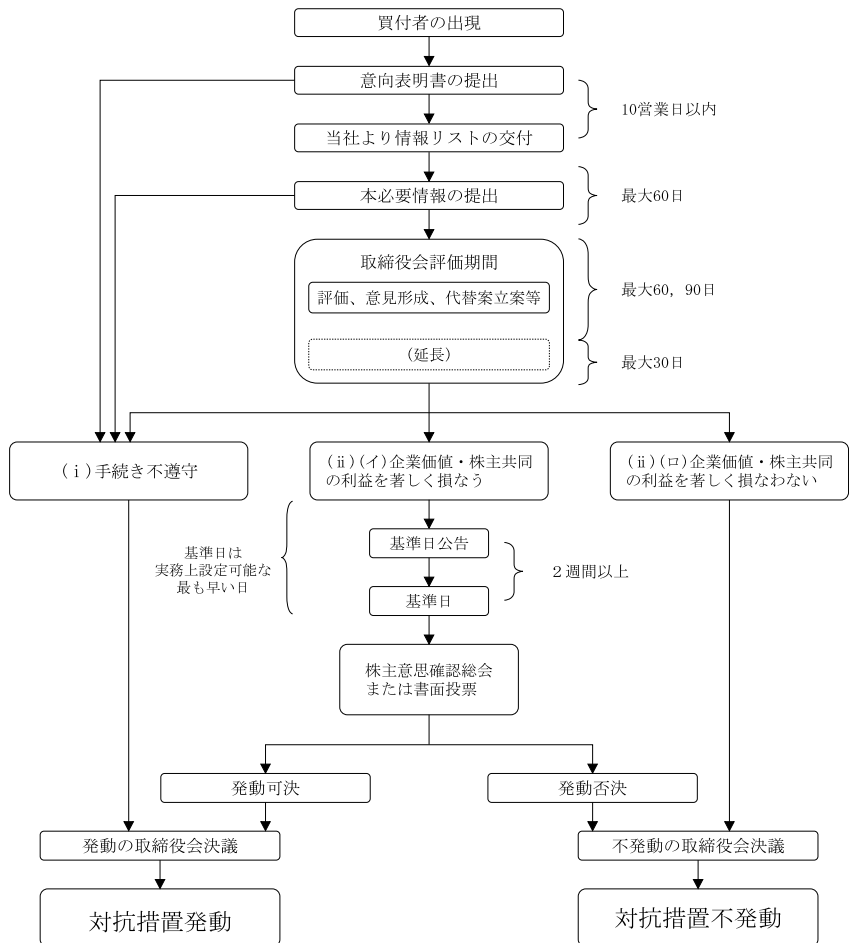 買付者の出現
意向表明書の提出
10営業日以内
当社より情報リストの交付
本必要情報の提出
最大60日
取締役会評価期間
評価、意見形成、代替案立案等
最大60, 90日
(延長)
最大30日
(ⅰ)手続き不遵守
(ⅱ)(イ)企業価値・株主共同
の利益を著しく損なう
(ⅱ)(ロ)企業価値・株主共同
の利益を著しく損なわない
基準日は
実務上設定可能な
最も早い日
基準日公告
2週間以上
基準日
株主意思確認総会
または書面投票
発動可決
発動否決
発動の取締役会決議
不発動の取締役会決議
対抗措置発動
対抗措置不発動